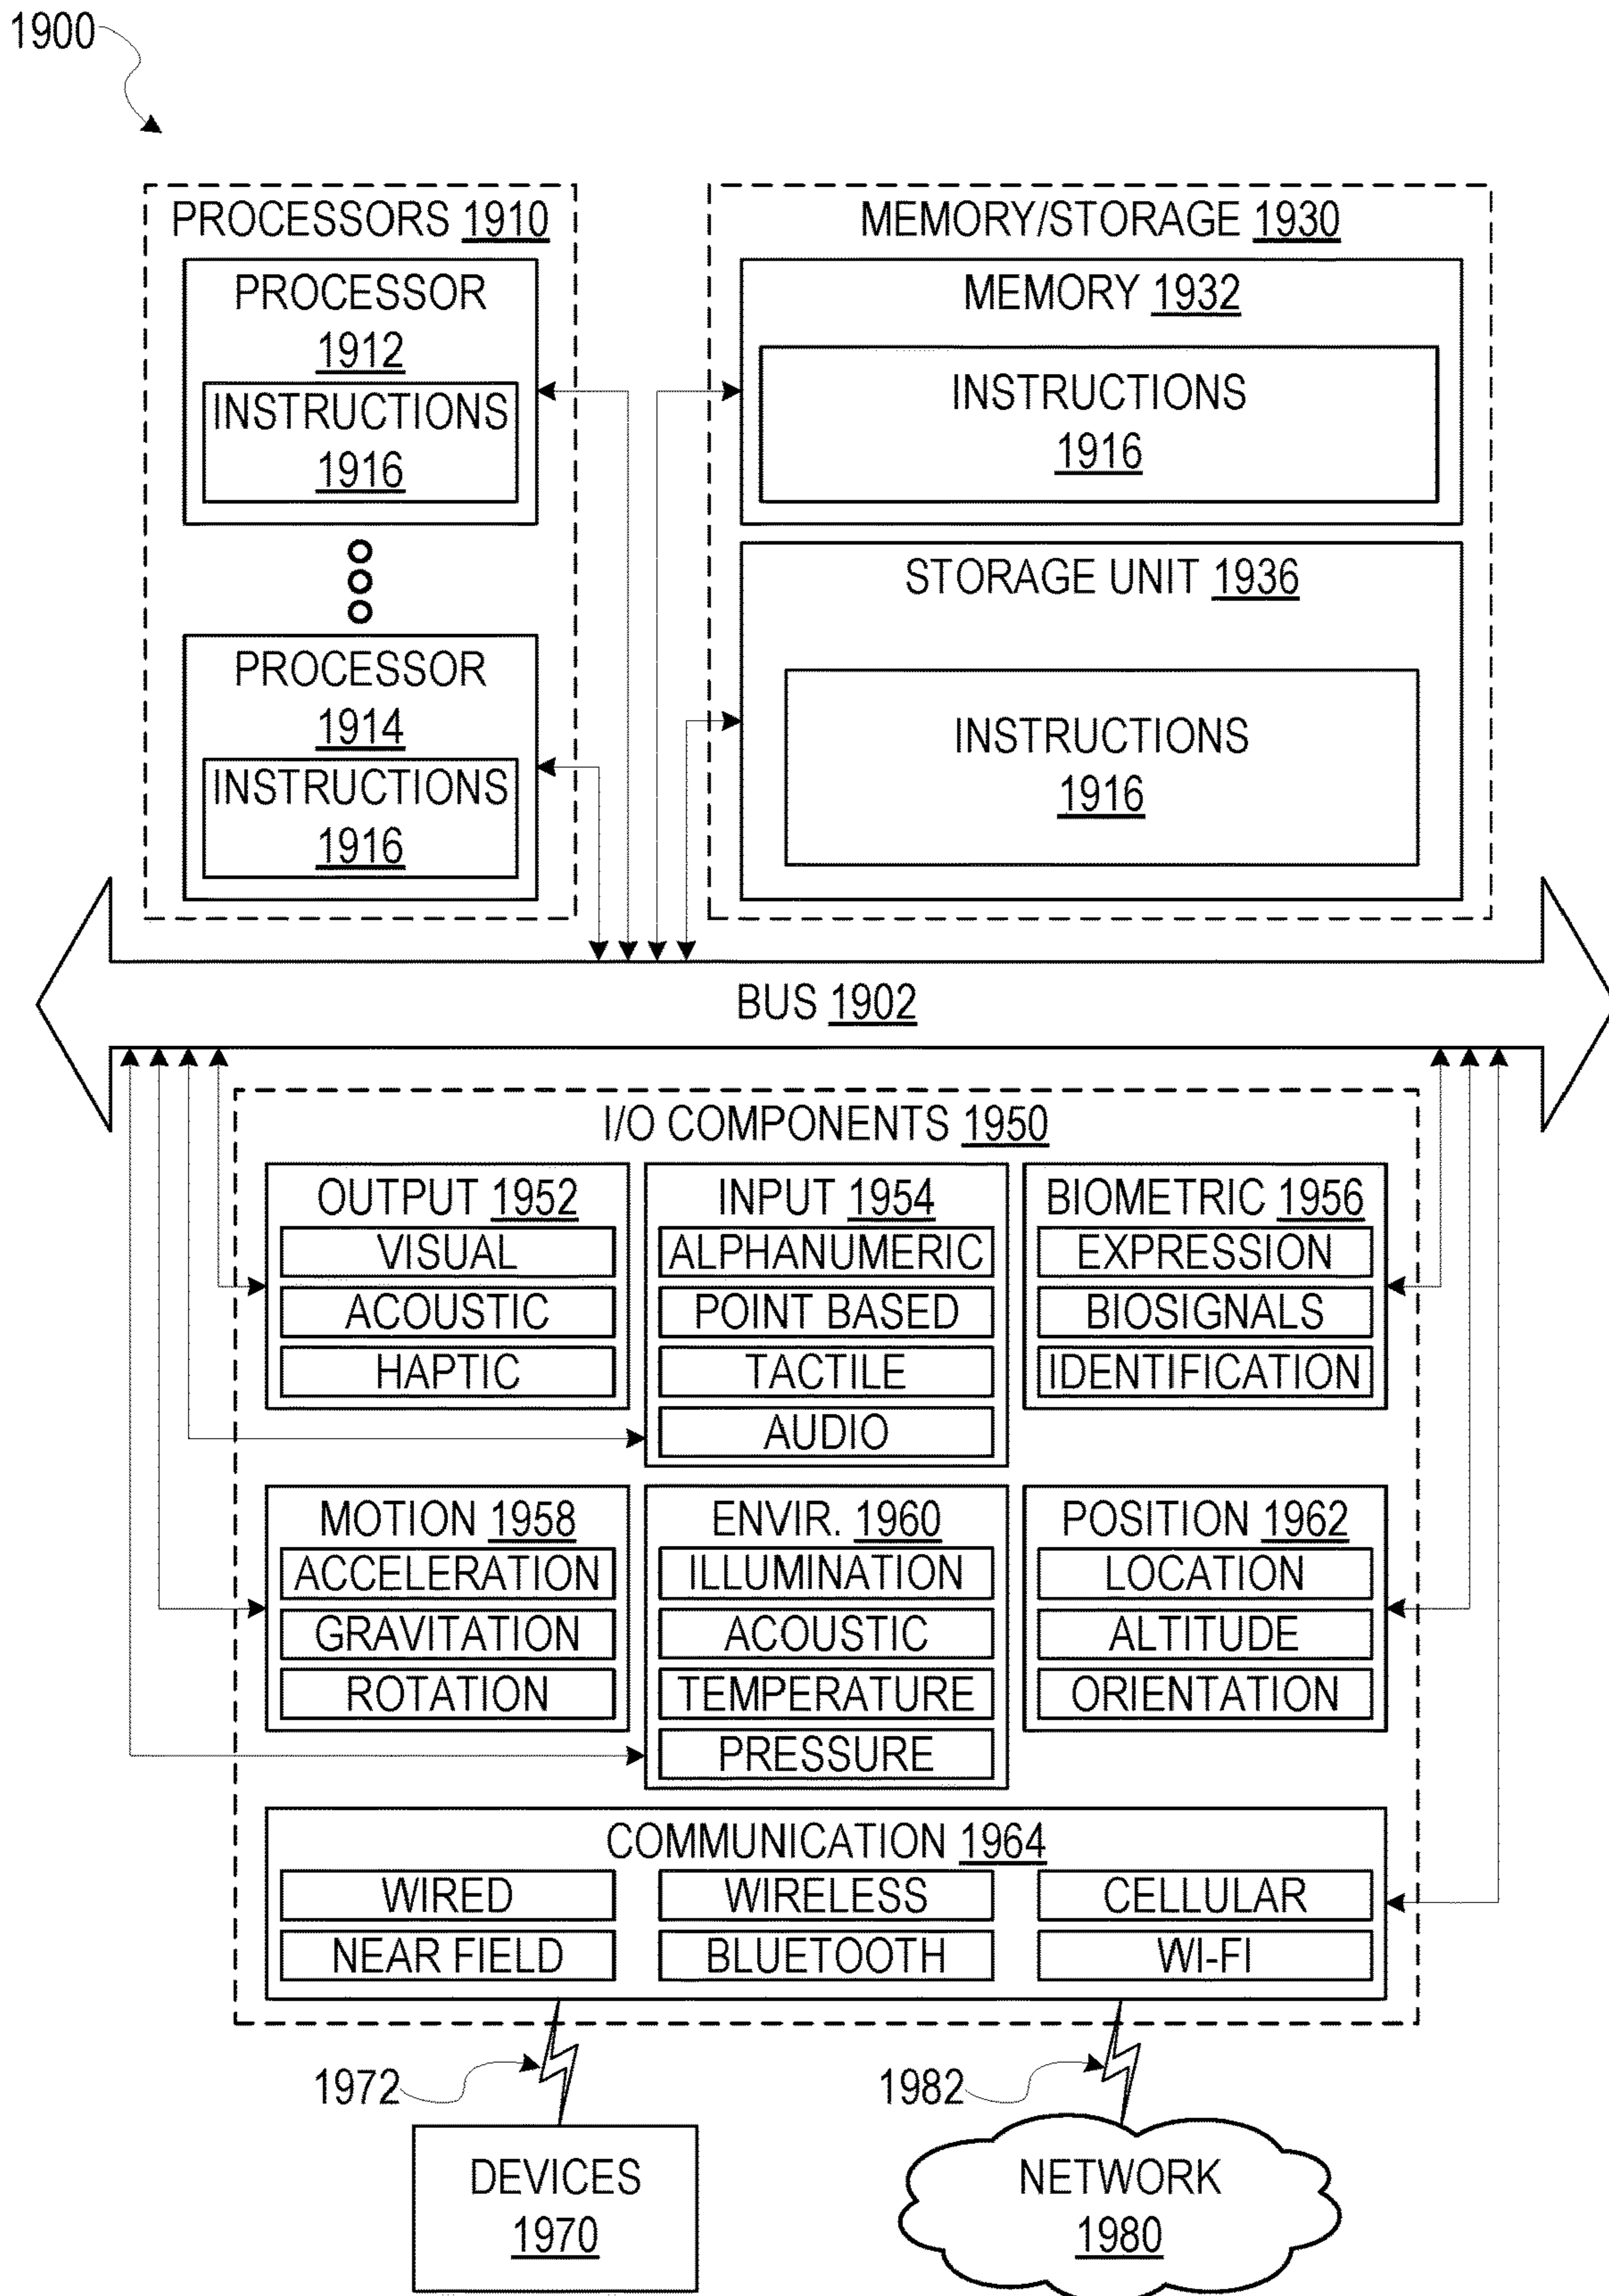 1900
PROCESSORS 1910
PROCESSOR
1912
INSTRUCTIONS
1916
PROCESSOR
1914
INSTRUCTIONS
1916
MEMORY/STORAGE 1930
MEMORY 1932
INSTRUCTIONS
1916
STORAGE UNIT 1936
INSTRUCTIONS
1916
BUS 1902
I/O COMPONENTS 1950
OUTPUT 1952
VISUAL
ACOUSTIC
HAPTIC
INPUT 1954
ALPHANUMERIC
POINT BASED
TACTILE
AUDIO
BIOMETRIC 1956
EXPRESSION
BIOSIGNALS
IDENTIFICATION
MOTION 1958
ACCELERATION
GRAVITATION
ROTATION
ENVIR. 1960
ILLUMINATION
ACOUSTIC
TEMPERATURE
PRESSURE
POSITION 1962
LOCATION
ALTITUDE
ORIENTATION
COMMUNICATION 1964
WIRED
WIRELESS
CELLULAR
NEAR FIELD
BLUETOOTH
WI-FI
1972
1982
DEVICES
1970
NETWORK
1980